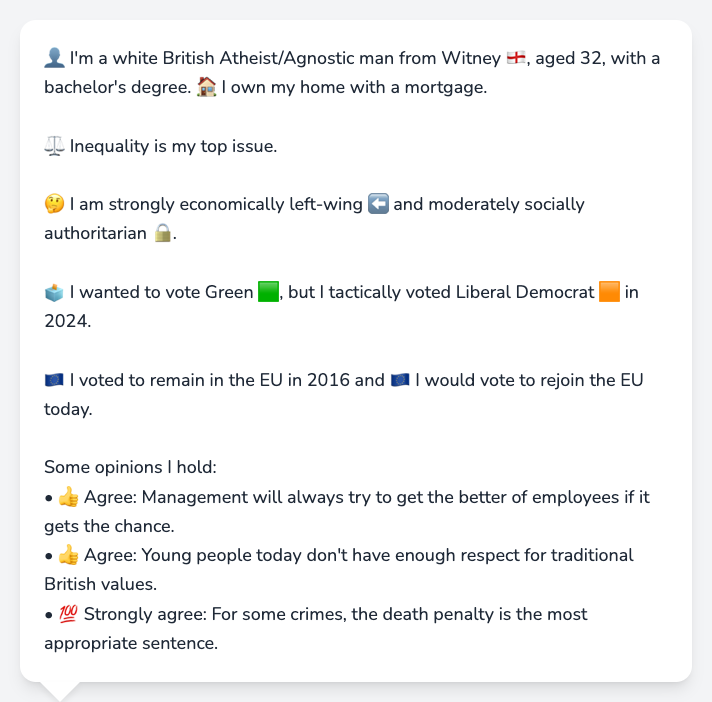 👤 I'm a white British Atheist/Agnostic man from Witney 🏴󠁧󠁢󠁥󠁮󠁧󠁿, aged 32, with a
bachelor's degree. 🏠 I own my home with a mortgage.
⚖️ Inequality is my top issue.
🤔 I am strongly economically left-wing ⬅️ and moderately socially
authoritarian 🔒.
🗳️ I wanted to vote Green 🟩, but I tactically voted Liberal Democrat 🟧 in
2024.
🇪🇺 I voted to remain in the EU in 2016 and 🇪🇺 I would vote to rejoin the EU
today.
Some opinions I hold:
• 👍 Agree: Management will always try to get the better of employees if it
gets the chance.
• 👍 Agree: Young people today don't have enough respect for traditional
British values.
• 💯 Strongly agree: For some crimes, the death penalty is the most
appropriate sentence.